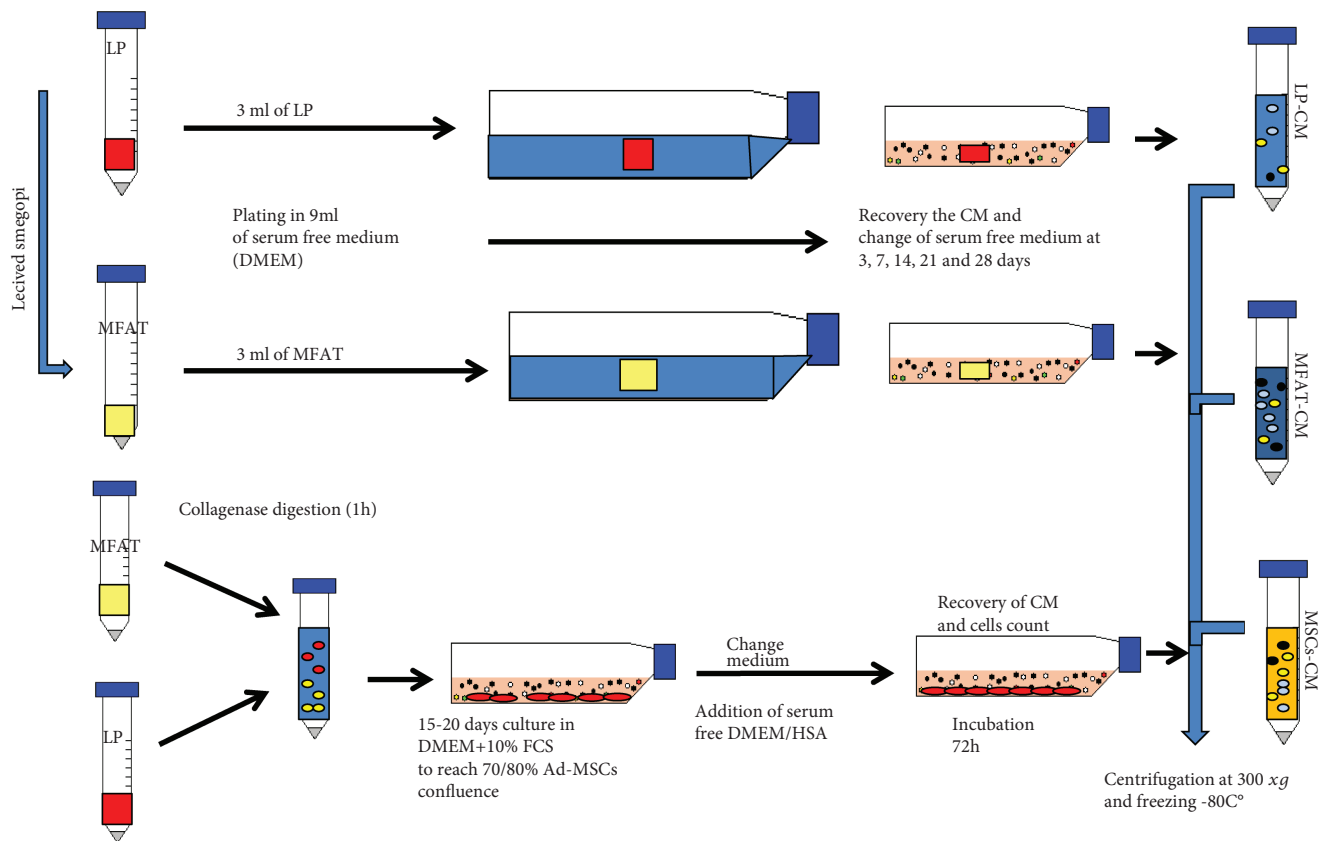 LP
3 ml of LP
LP-CM
Lecived smegopi
Plating in 9ml
of serum free medium
(DMEM)
Recovery the CM and
change of serum free medium at
3, 7, 14, 21 and 28 days
MFAT
3 ml of MFAT
MFAT-CM
Collagenase digestion (1h)
MFAT
LP
15-20 days culture in
DMEM+10% FCS
to reach 70/80% Ad-MSCs
confluence
Change
medium
Addition of serum
free DMEM/HSA
Recovery of CM
and cells count
Incubation
72h
MSCs-CM
Centrifugation at 300 xg
and freezing -80C°